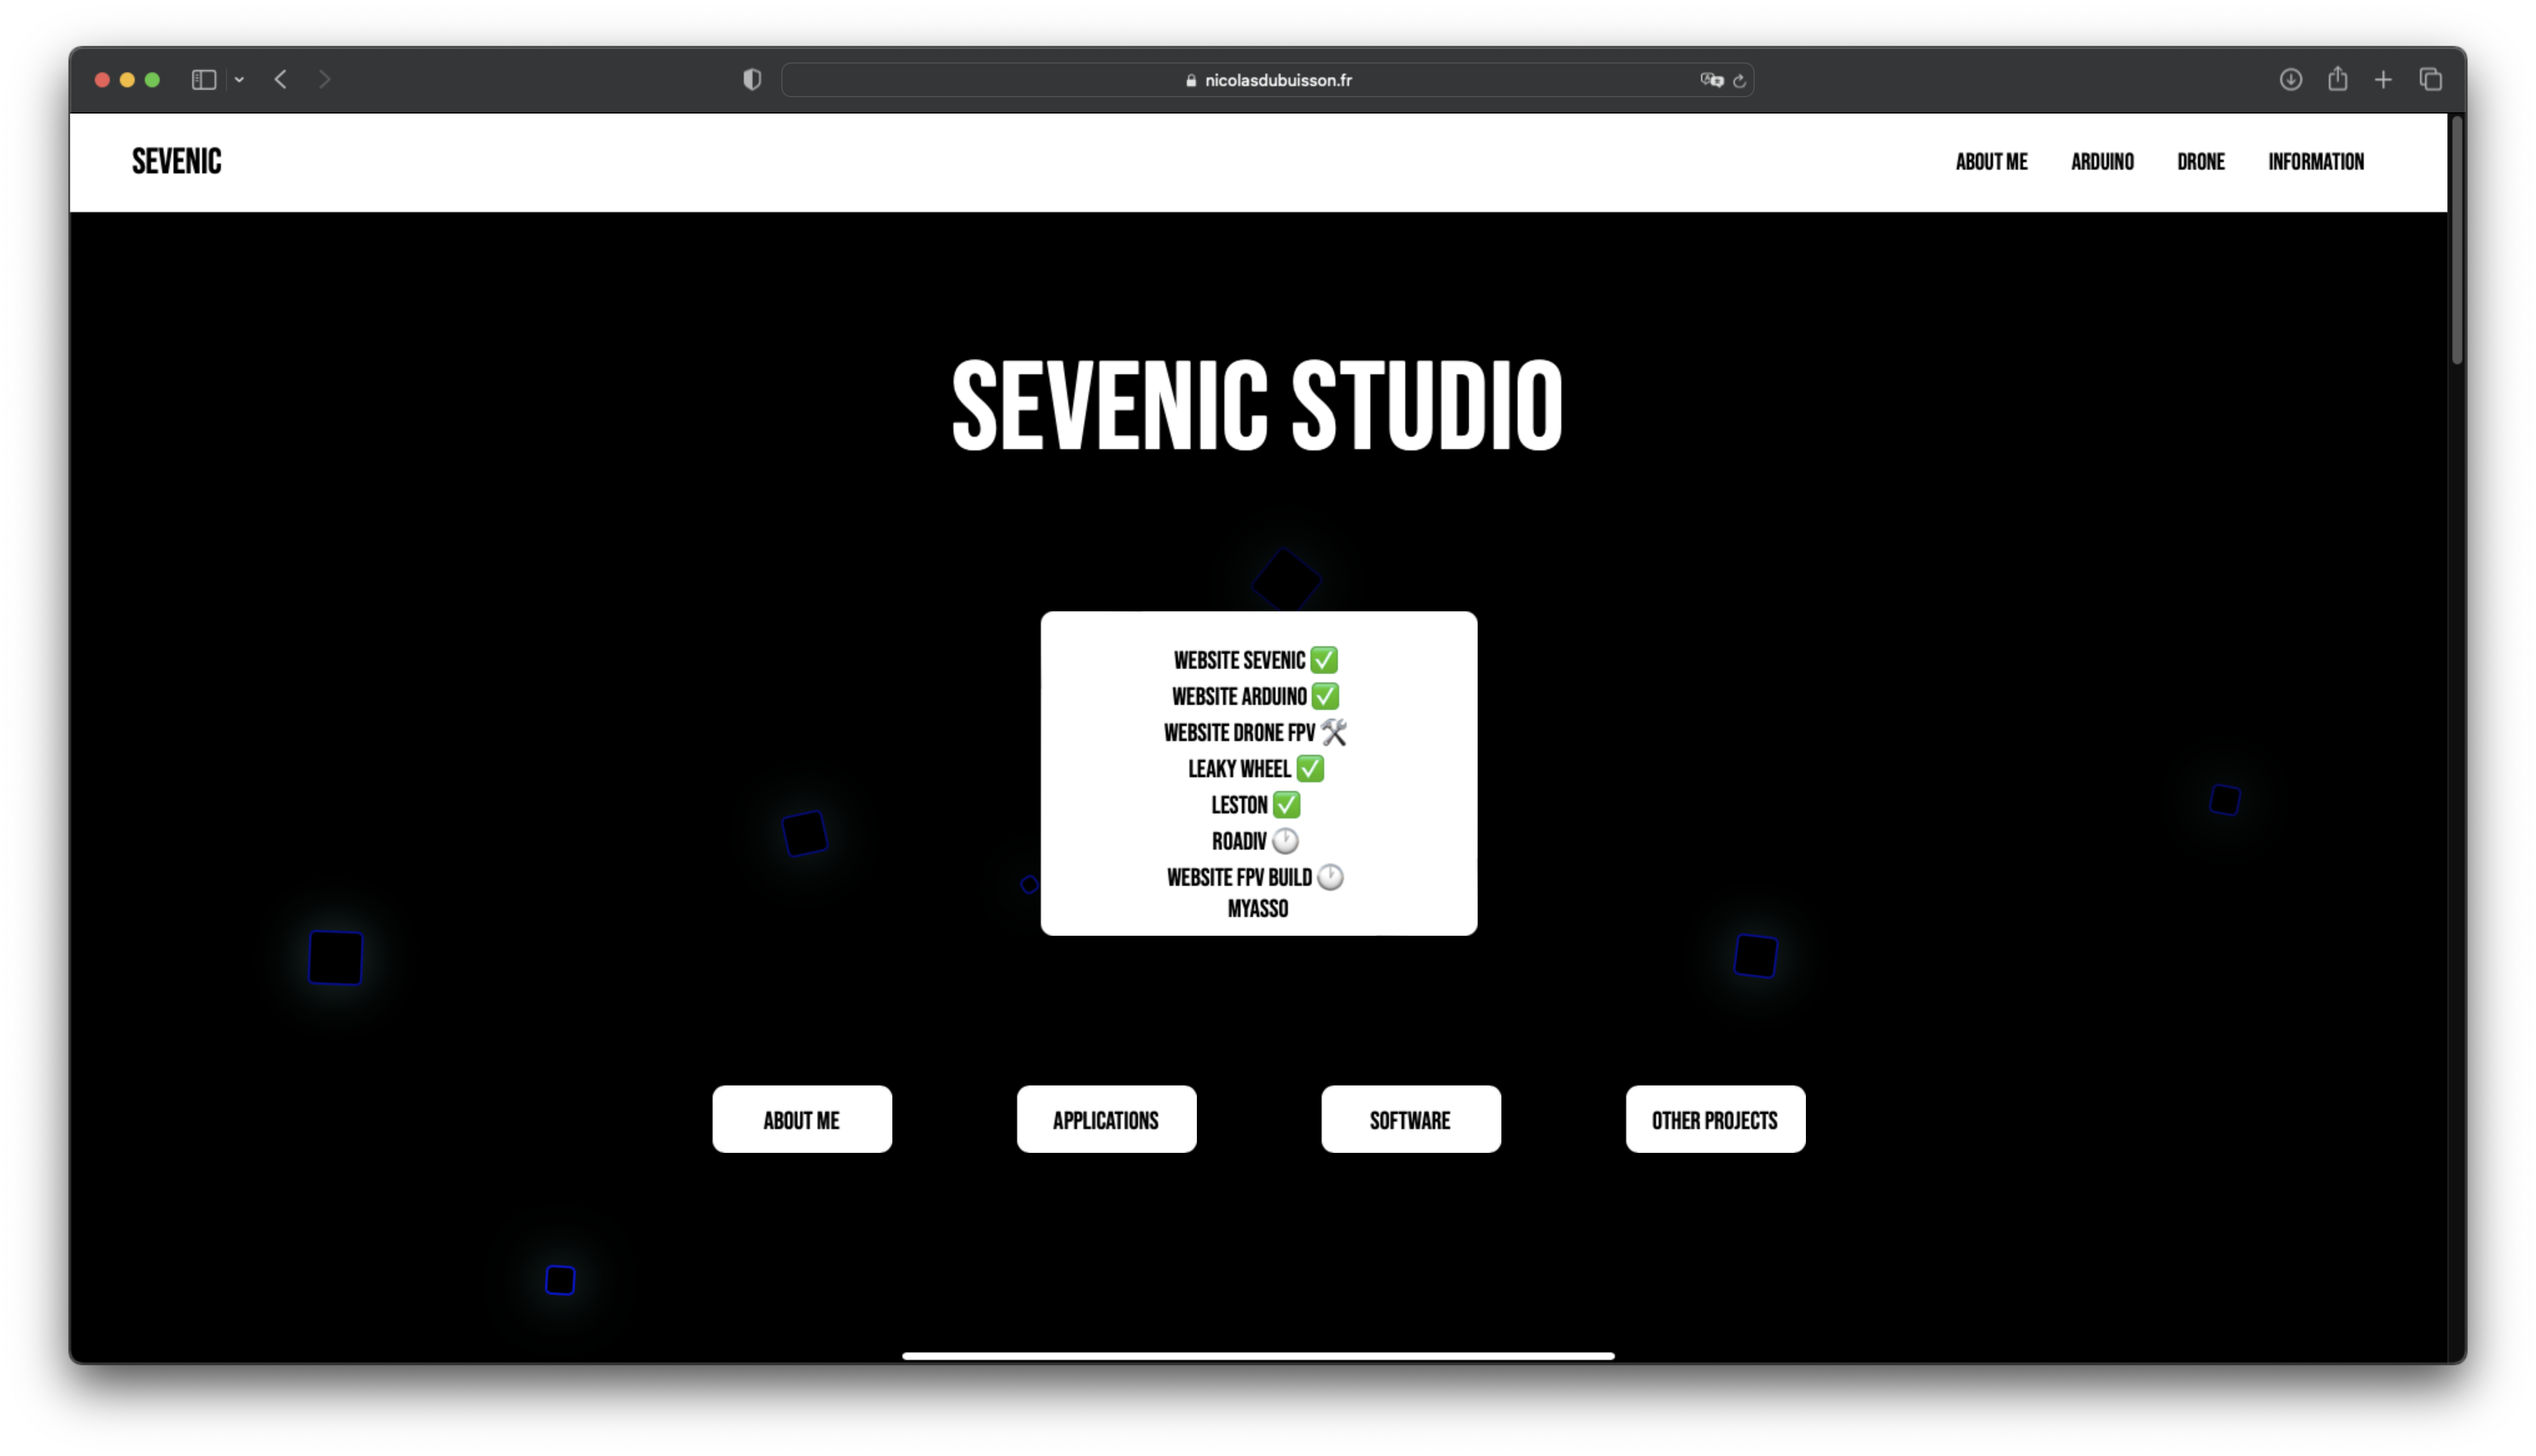 nicolasdubuisson.fr
SEVENIC
ABOUT ME ARDUINO DRONE INFORMATION
SEVENIC STUDIO
WEBSITE SEVENIC ✅
WEBSITE ARDUINO ✅
WEBSITE DRONE FPV 🛠
LEAKY WHEEL ✅
LESTON ✅
ROADIV 🕐
WEBSITE FPV BUILD 🕐
MYASSO
ABOUT ME APPLICATIONS SOFTWARE OTHER PROJECTS